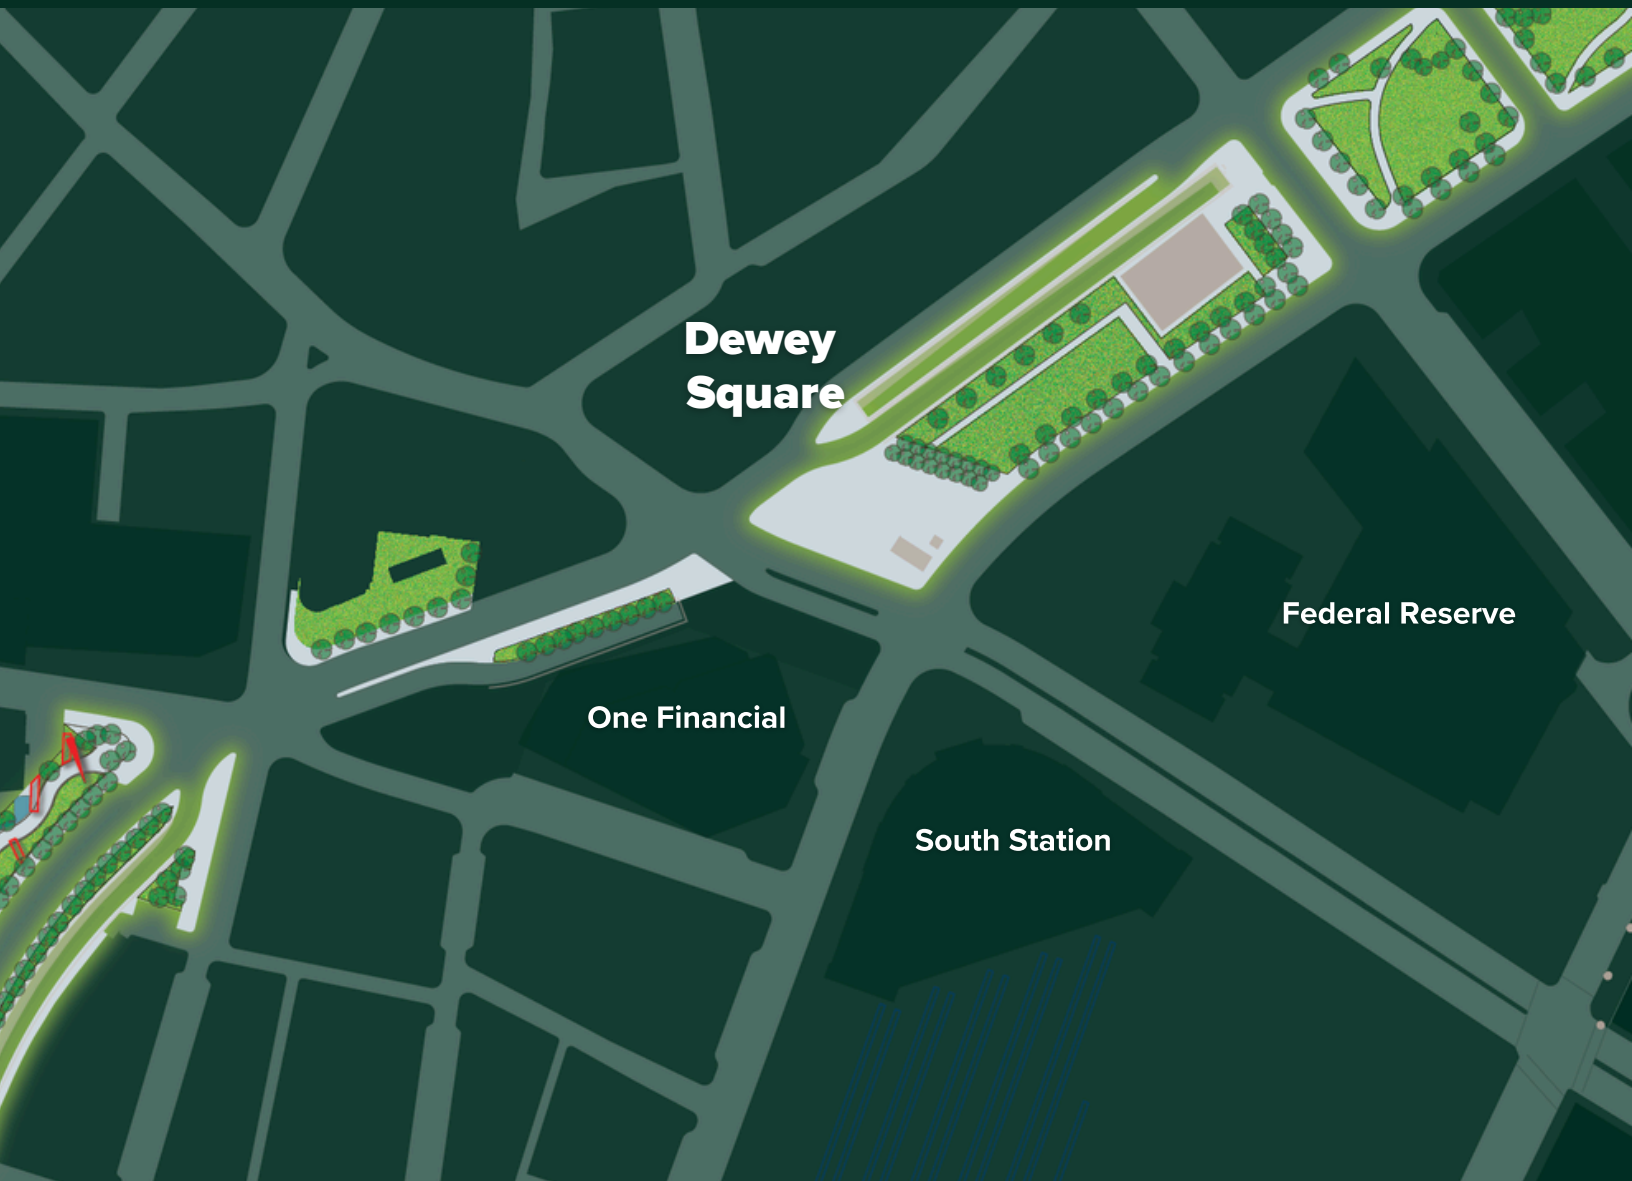 Dewey
Square
Federal Reserve
One Financial
South Station